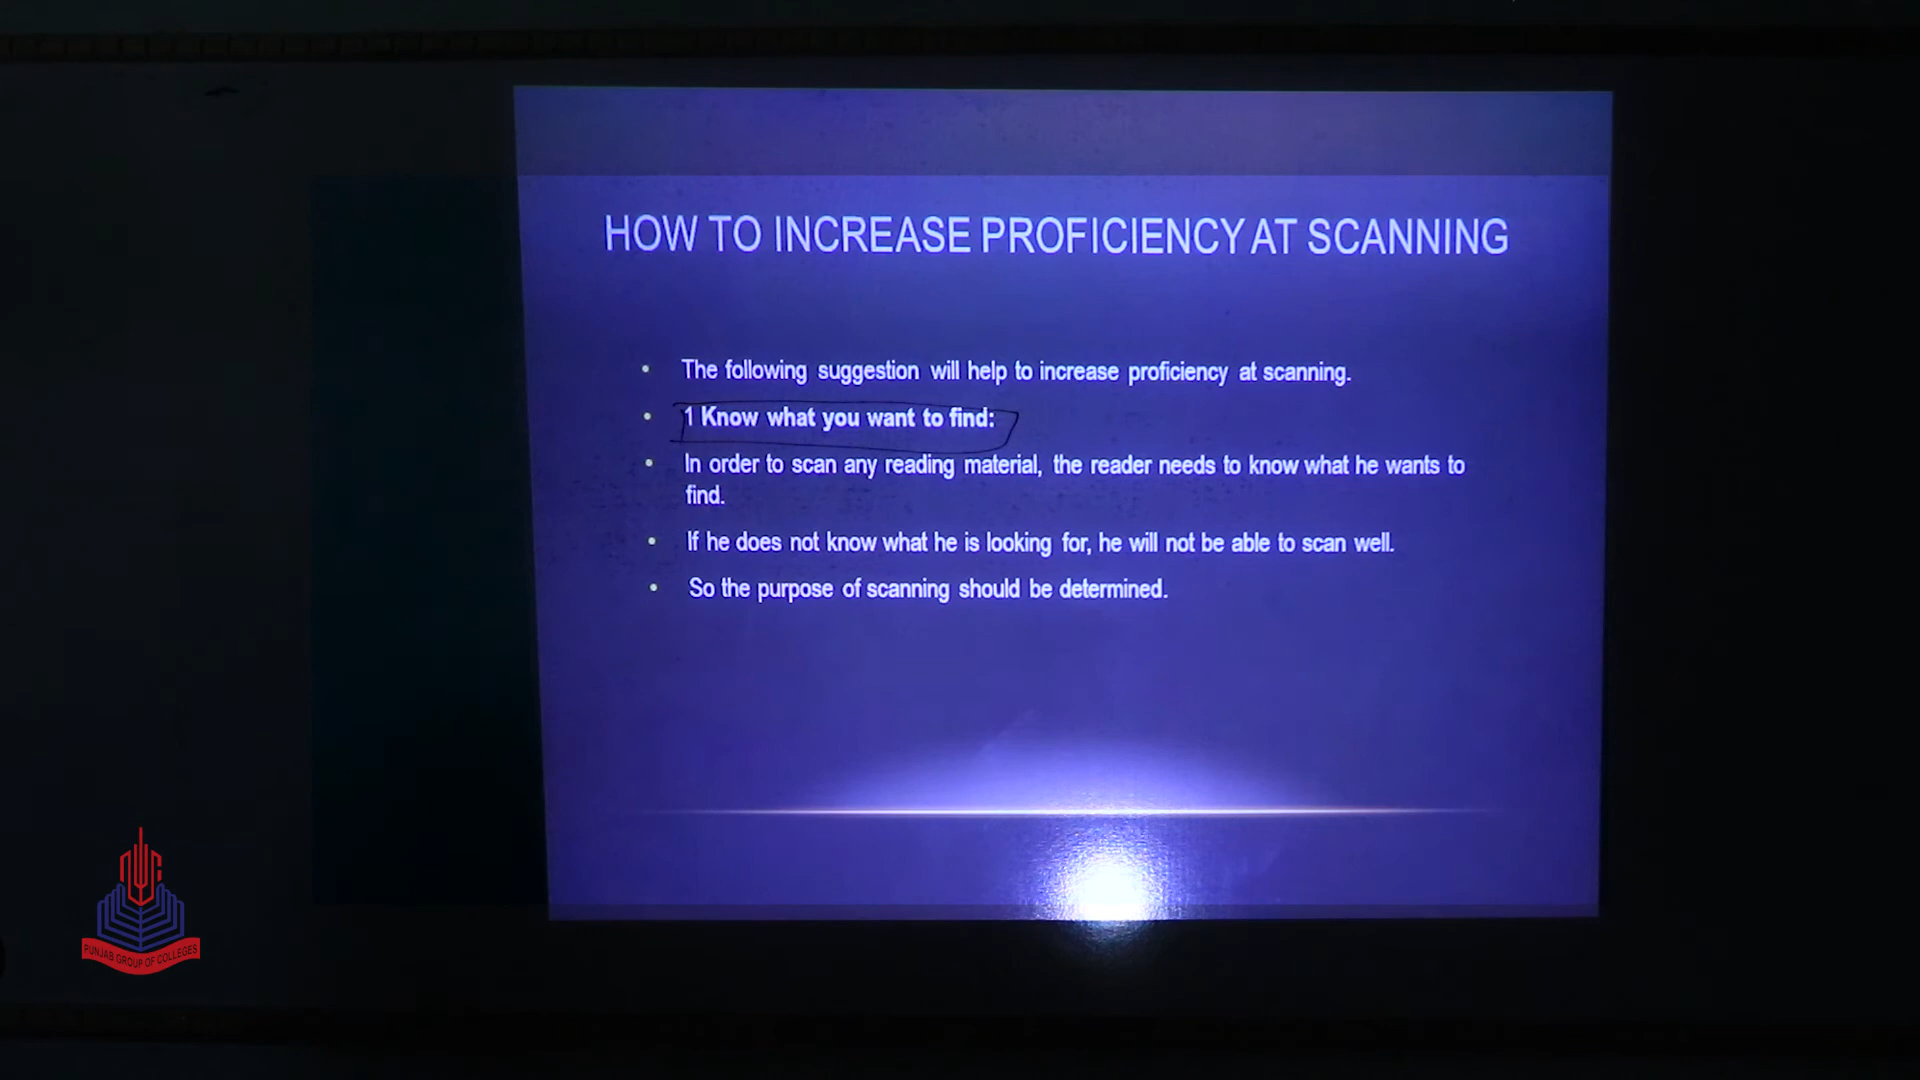 HOW TO INCREASE PROFICIENCY AT SCANNING
• The following suggestion will help to increase proficiency at scanning.
• 1 Know what you want to find:
• In order to scan any reading material, the reader needs to know what he wants to
find.
• If he does not know what he is looking for, he will not be able to scan well.
• So the purpose of scanning should be determined.
PUNJAB GROUP OF COLLEGES